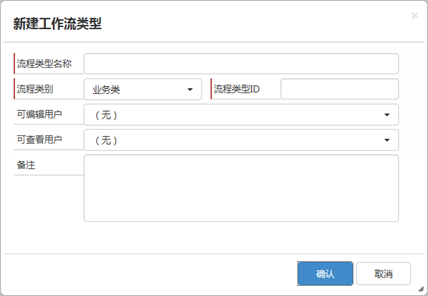 新建工作流类型
流程类型名称
流程类别 业务类 流程类型ID
可编辑用户 （无）
可查看用户 （无）
备注
确认 取消